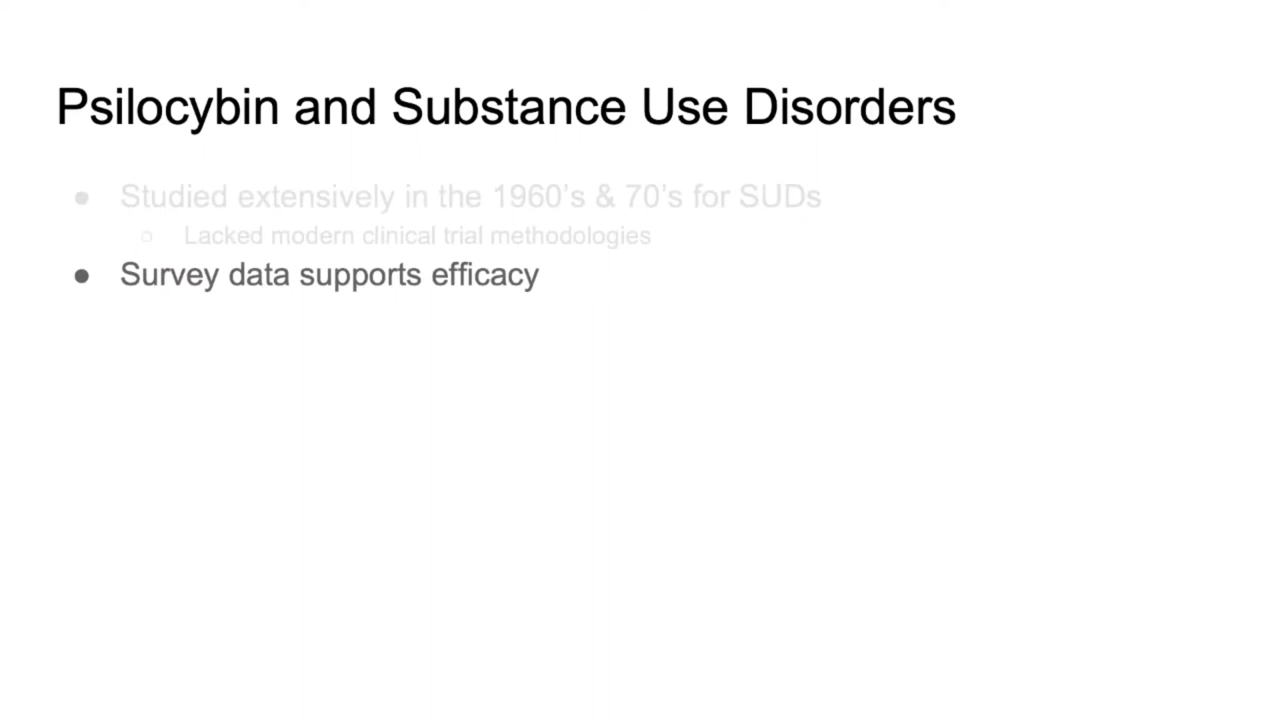 Psilocybin and Substance Use Disorders
● Studied extensively in the 1960's & 70's for SUDs
○ Lacked modern clinical trial methodologies
● Survey data supports efficacy